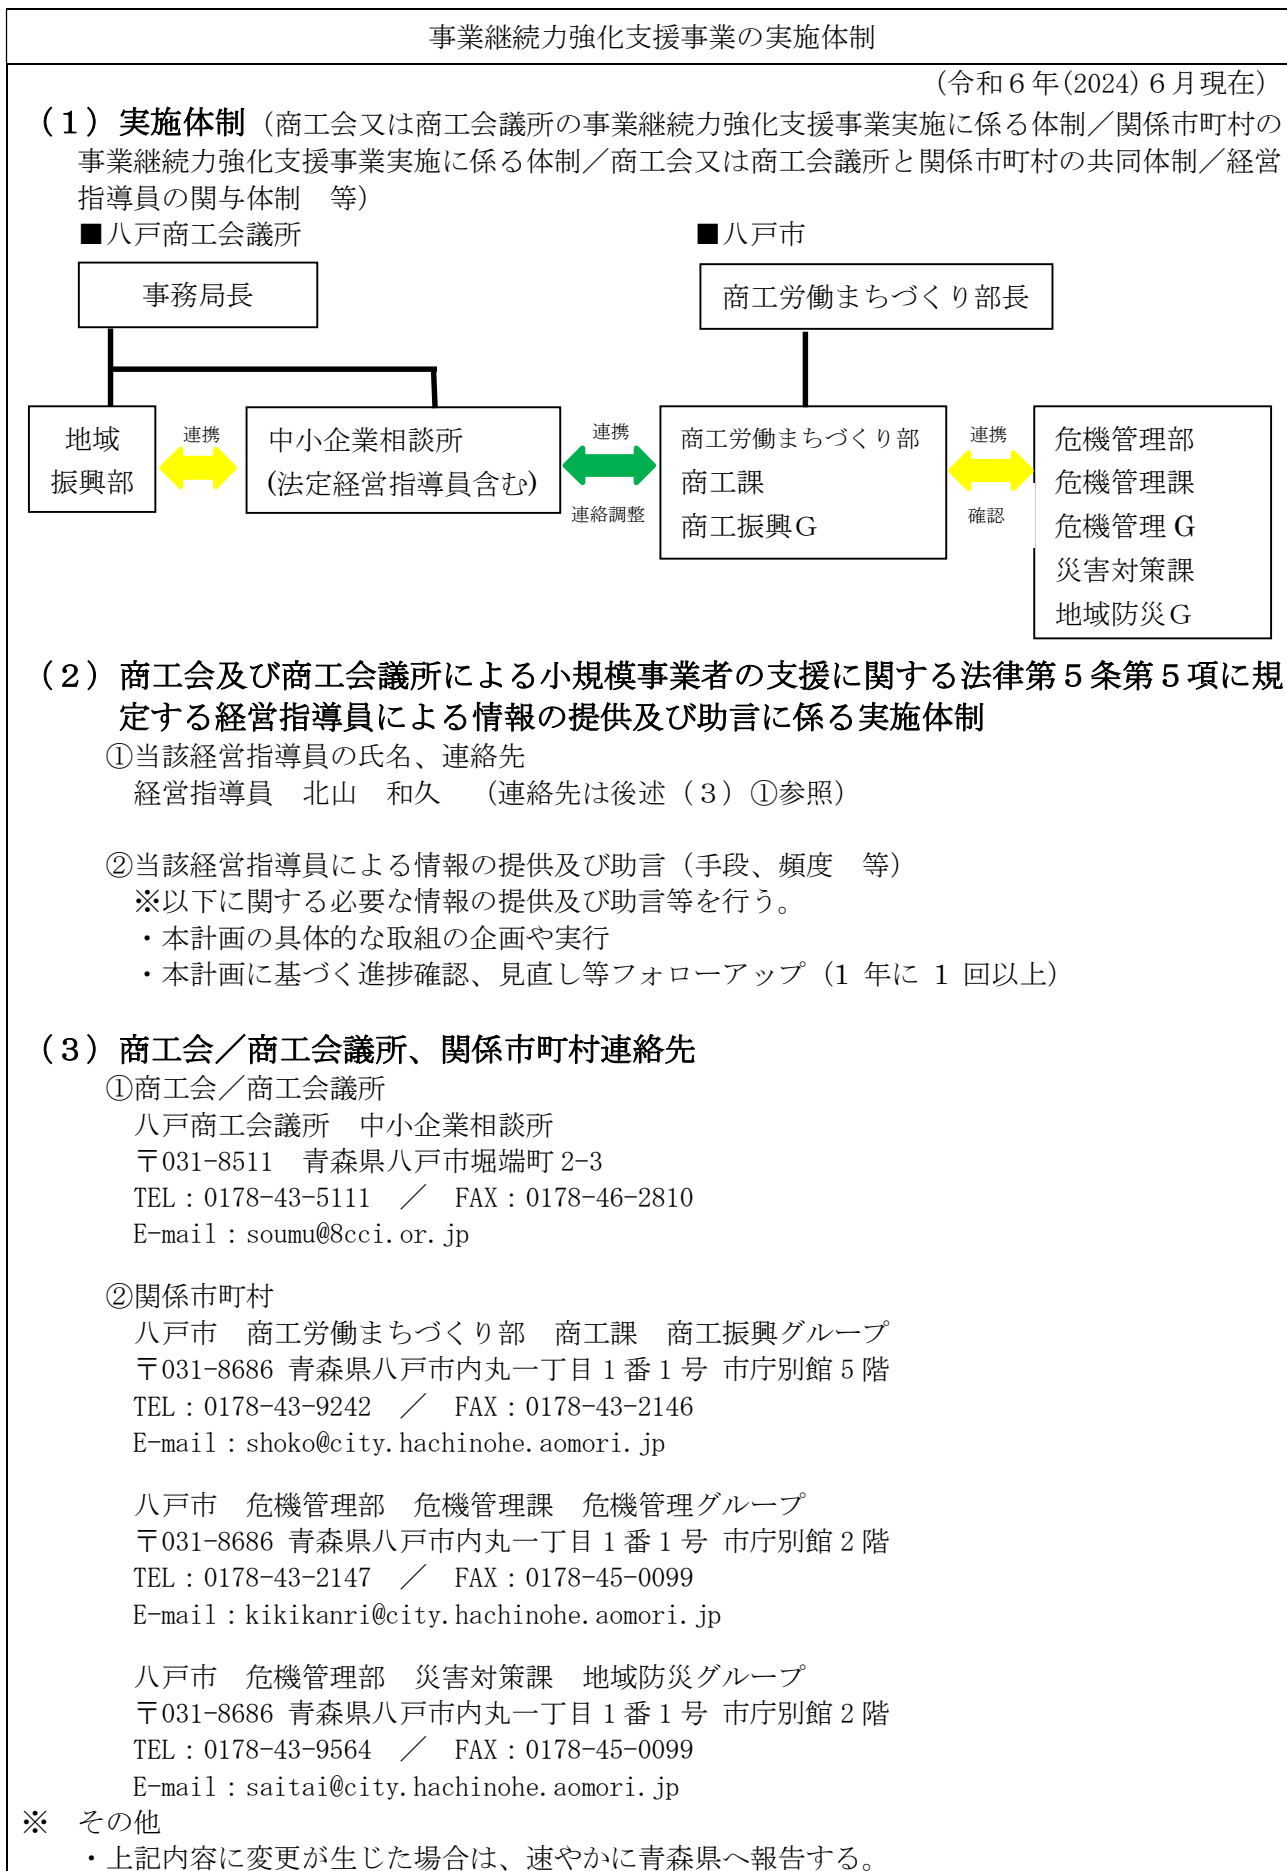 事業継続力強化支援事業の実施体制
(令和６年(2024)６月現在)
（１）実施体制（商工会又は商工会議所の事業継続力強化支援事業実施に係る体制／関係市町村の
事業継続力強化支援事業実施に係る体制／商工会又は商工会議所と関係市町村の共同体制／経営
指導員の関与体制　等）
■八戸商工会議所
■八戸市
事務局長
商工労働まちづくり部長
地域
振興部
連携
中小企業相談所
(法定経営指導員含む)
連携
連絡調整
商工労働まちづくり部
商工課
商工振興Ｇ
連携
確認
危機管理部
危機管理課
危機管理 G
災害対策課
地域防災Ｇ
（２）商工会及び商工会議所による小規模事業者の支援に関する法律第５条第５項に規
定する経営指導員による情報の提供及び助言に係る実施体制
①当該経営指導員の氏名、連絡先
経営指導員　北山　和久　（連絡先は後述（３）①参照）
②当該経営指導員による情報の提供及び助言（手段、頻度　等）
※以下に関する必要な情報の提供及び助言等を行う。
・本計画の具体的な取組の企画や実行
・本計画に基づく進捗確認、見直し等フォローアップ（1 年に 1 回以上）
（３）商工会／商工会議所、関係市町村連絡先
①商工会／商工会議所
八戸商工会議所　中小企業相談所
〒031-8511　青森県八戸市堀端町 2-3
TEL：0178-43-5111　／　FAX：0178-46-2810
E-mail：soumu@8cci.or.jp
②関係市町村
八戸市　商工労働まちづくり部　商工課　商工振興グループ
〒031-8686 青森県八戸市内丸一丁目１番１号 市庁別館５階
TEL：0178-43-9242　／　FAX：0178-43-2146
E-mail：shoko@city.hachinohe.aomori.jp
八戸市　危機管理部　危機管理課　危機管理グループ
〒031-8686 青森県八戸市内丸一丁目１番１号 市庁別館２階
TEL：0178-43-2147　／　FAX：0178-45-0099
E-mail：kikikanri@city.hachinohe.aomori.jp
八戸市　危機管理部　災害対策課　地域防災グループ
〒031-8686 青森県八戸市内丸一丁目１番１号 市庁別館２階
TEL：0178-43-9564　／　FAX：0178-45-0099
E-mail：saitai@city.hachinohe.aomori.jp
※　その他
・上記内容に変更が生じた場合は、速やかに青森県へ報告する。